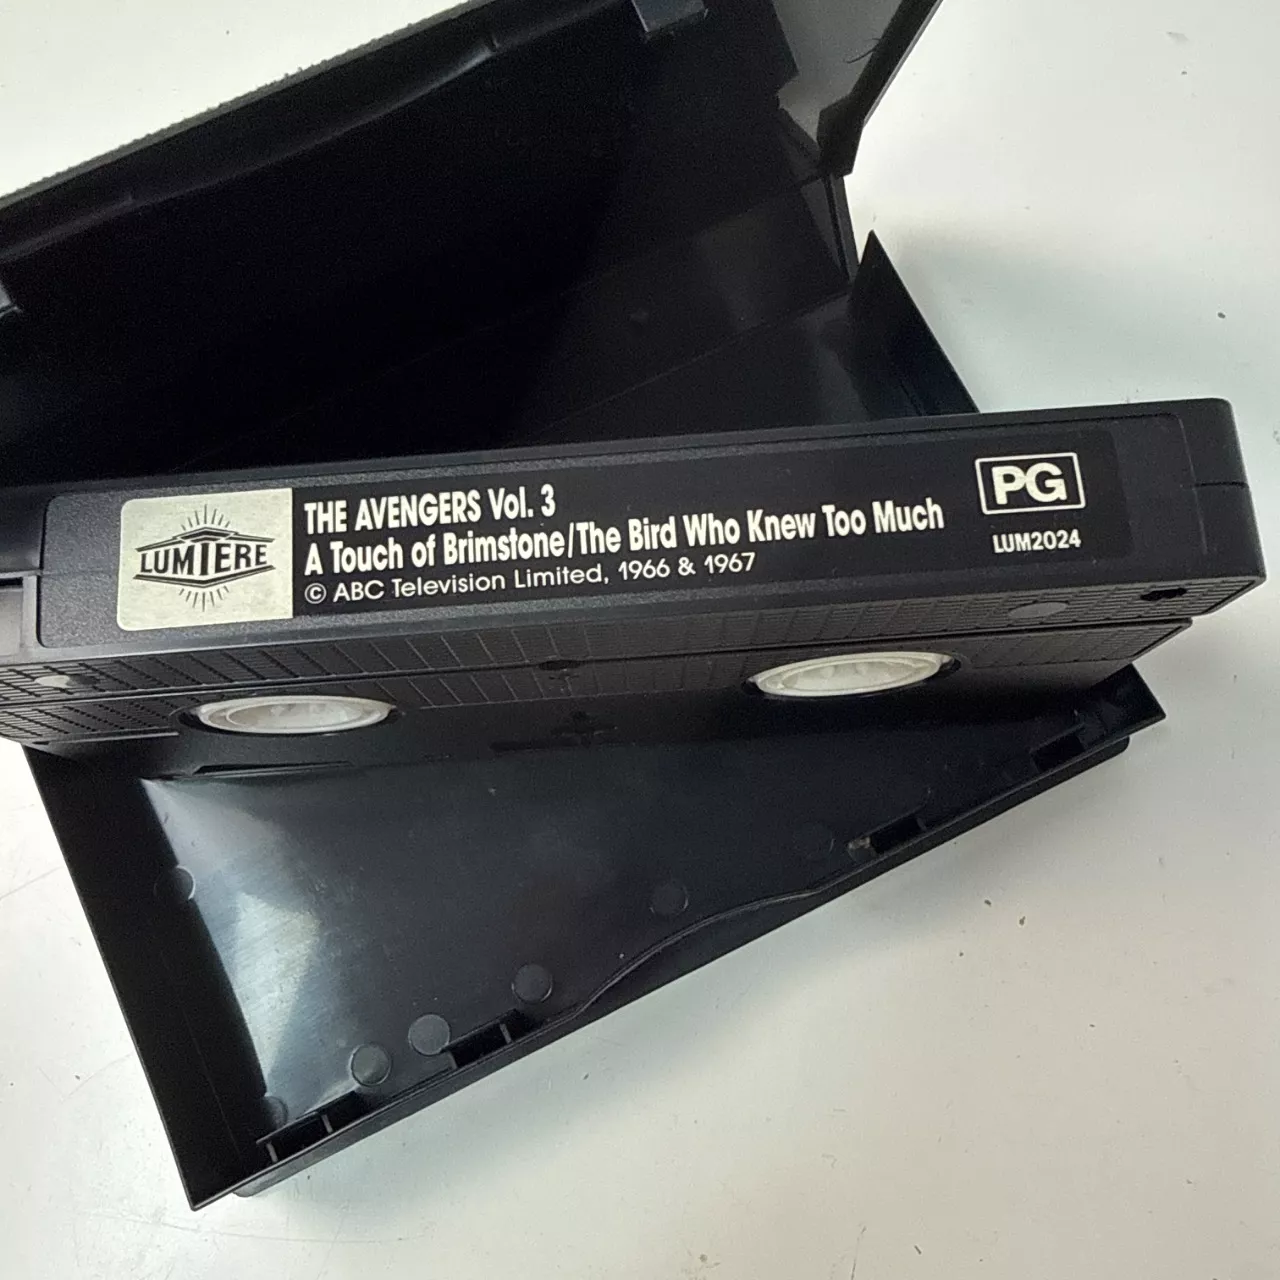 LUMIERE
THE AVENGERS Vol. 3
A Touch of Brimstone/The Bird Who Knew Too Much
© ABC Television Limited, 1966 & 1967
PG
LUM2024